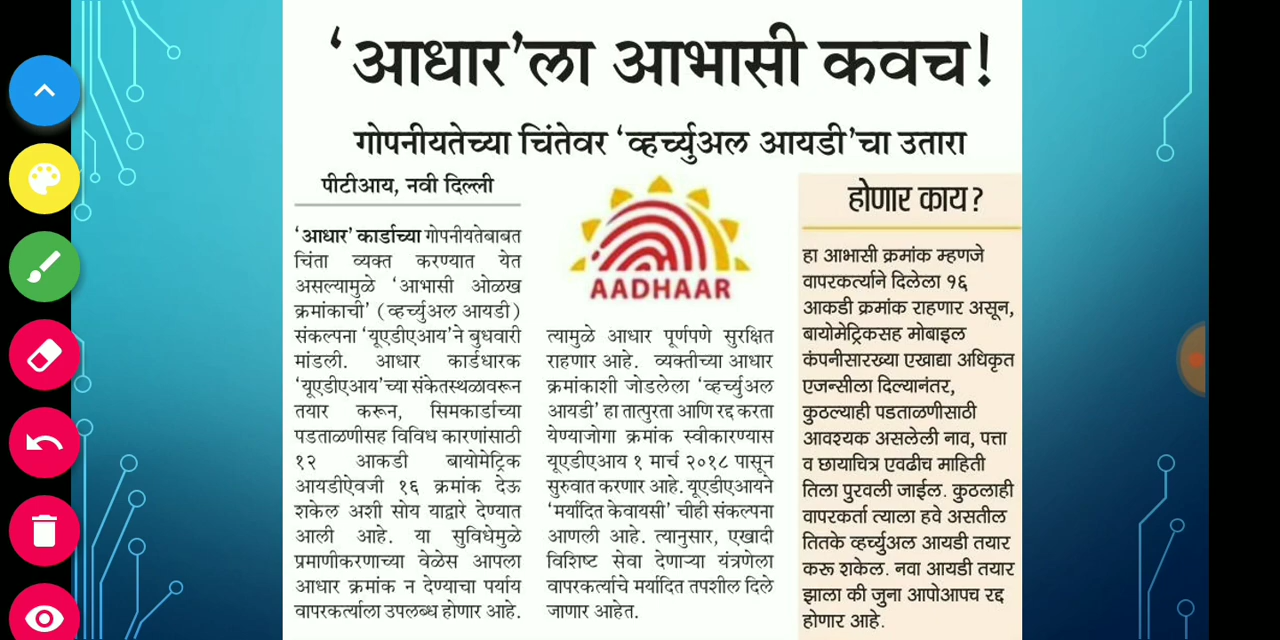 ‘आधार’ला आभासी कवच!
गोपनीयतेच्या चिंतेवर ‘व्हर्च्युअल आयडी’चा उतारा
पीटीआय, नवी दिल्ली
‘आधार’ कार्डाच्या गोपनीयतेबाबत
चिंता व्यक्त करण्यात येत
असल्यामुळे ‘आभासी ओळख
क्रमांकाची’ (व्हर्च्युअल आयडी)
संकल्पना ‘यूएडीएआय’ने बुधवारी
मांडली. आधार कार्डधारक
‘यूएडीएआय’च्या संकेतस्थळावरून
तयार करून, सिमकार्डाच्या
पडताळणीसह विविध कारणांसाठी
१२ आकडी बायोमेट्रिक
आयडीऐवजी १६ क्रमांक देऊ
शकेल अशी सोय याद्वारे देण्यात
आली आहे. या सुविधेमुळे
प्रमाणीकरणाच्या वेळेस आपला
आधार क्रमांक न देण्याचा पर्याय
वापरकर्त्याला उपलब्ध होणार आहे.
AADHAAR
त्यामुळे आधार पूर्णपणे सुरक्षित
राहणार आहे. व्यक्तीच्या आधार
क्रमांकाशी जोडलेला ‘व्हर्च्युअल
आयडी’ हा तात्पुरता आणि रद्द करता
येण्याजोगा क्रमांक स्वीकारण्यास
यूएडीएआय १ मार्च २०१८ पासून
सुरुवात करणार आहे. यूएडीएआयने
‘मर्यादित केवायसी’ चीही संकल्पना
आणली आहे. त्यानुसार, एखादी
विशिष्ट सेवा देणाऱ्या यंत्रणेला
वापरकर्त्याचे मर्यादित तपशील दिले
जाणार आहेत.
होणार काय?
हा आभासी क्रमांक म्हणजे
वापरकर्त्याने दिलेला १६
आकडी क्रमांक राहणार असून,
बायोमेट्रिकसह मोबाइल
कंपनीसारख्या एखाद्या अधिकृत
एजन्सीला दिल्यानंतर,
कुठल्याही पडताळणीसाठी
आवश्यक असलेली नाव, पत्ता
व छायाचित्र एवढीच माहिती
तिला पुरवली जाईल. कुठलाही
वापरकर्ता त्याला हवे असतील
तितके व्हर्च्युअल आयडी तयार
करू शकेल. नवा आयडी तयार
झाला की जुना आपोआपच रद्द
होणार आहे.